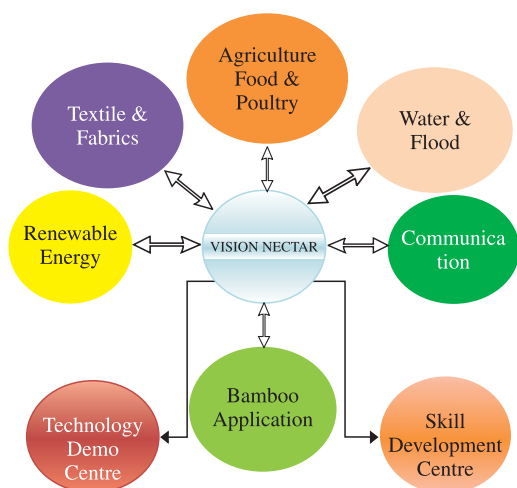 Agriculture
Food &
Poultry
Textile &
Fabrics
Water &
Flood
Renewable
Energy
VISION NECTAR
Communica
tion
Bamboo
Application
Technology
Demo
Centre
Skill
Development
Centre